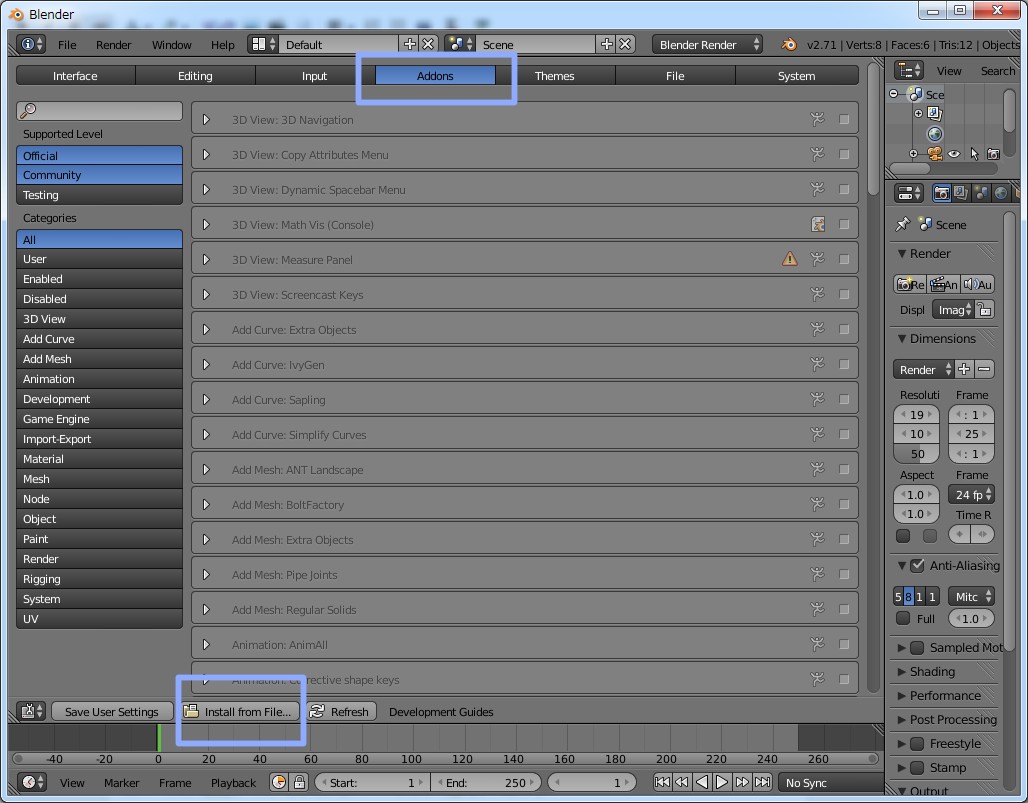 Blender
File Render Window Help Default Scene Blender Render v2.71 | Verts:8 | Faces:6 | Tris:12 | Objects
Interface Editing Input Addons Themes File System
View Search
Supported Level
Official
Community
Testing
Categories
All
User
Enabled
Disabled
3D View
Add Curve
Add Mesh
Animation
Development
Game Engine
Import-Export
Material
Mesh
Node
Object
Paint
Render
Rigging
System
UV
3D View: 3D Navigation
3D View: Copy Attributes Menu
3D View: Dynamic Spacebar Menu
3D View: Math Vis (Console)
3D View: Measure Panel
3D View: Screencast Keys
Add Curve: Extra Objects
Add Curve: IvyGen
Add Curve: Sapling
Add Curve: Simplify Curves
Add Mesh: ANT Landscape
Add Mesh: BoltFactory
Add Mesh: Extra Objects
Add Mesh: Pipe Joints
Add Mesh: Regular Solids
Animation: AnimAll
Animation: Corrective shape keys
Save User Settings Install from File... Refresh Development Guides
Sce
Scene
Render
Re An Au
Displ Imag
Dimensions
Render
Resoluti Frame
19 : 1
10 25
50 : 1
Aspect Frame
1.0 24 fp
1.0 Time R
Anti-Aliasing
5 8 1 1 Mitc
Full 1.0
Sampled Mot
Shading
Performance
Post Processing
Freestyle
Stamp
Output
-40 -20 0 20 40 60 80 100 120 140 160 180 200 220 240 260
View Marker Frame Playback Start: 1 End: 250 1 No Sync